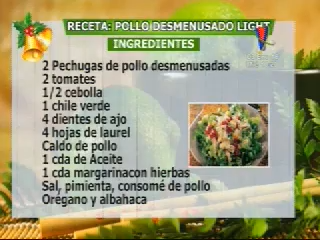 RECETA: POLLO DESMENUSADO LIGHT
INGREDIENTES
2 Pechugas de pollo desmenusadas
2 tomates
1/2 cebolla
1 chile verde
4 dientes de ajo
4 hojas de laurel
Caldo de pollo
1 cda de Aceite
1 cda margarinacon hierbas
Sal, pimienta, consomé de pollo
Orégano y albahaca